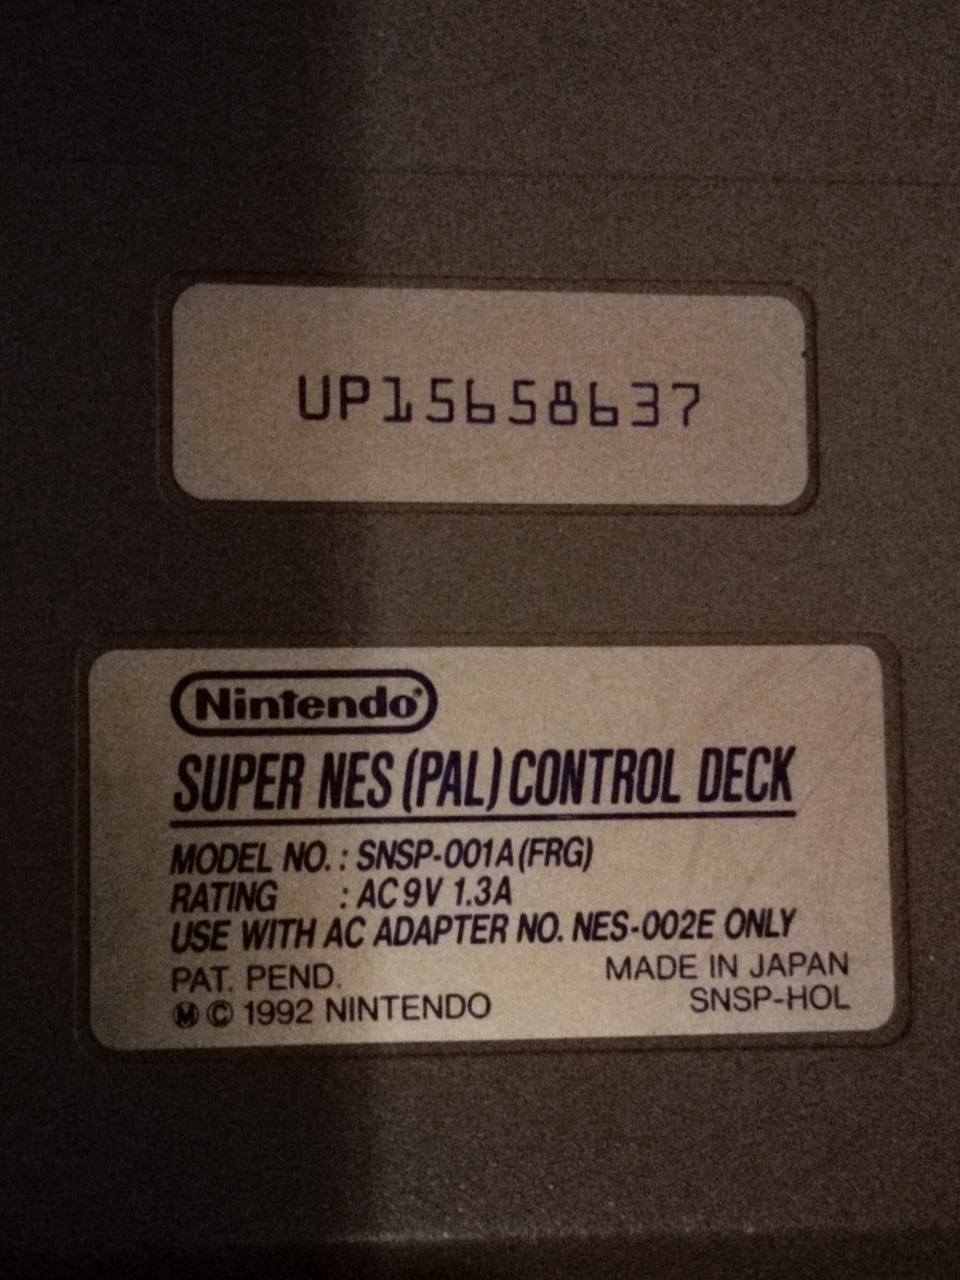 UP15658637
Nintendo®
SUPER NES (PAL) CONTROL DECK
MODEL NO. : SNSP-001A (FRG)
RATING : AC 9V 1.3A
USE WITH AC ADAPTER NO. NES-002E ONLY
PAT. PEND. MADE IN JAPAN
Ⓜ © 1992 NINTENDO SNSP-HOL